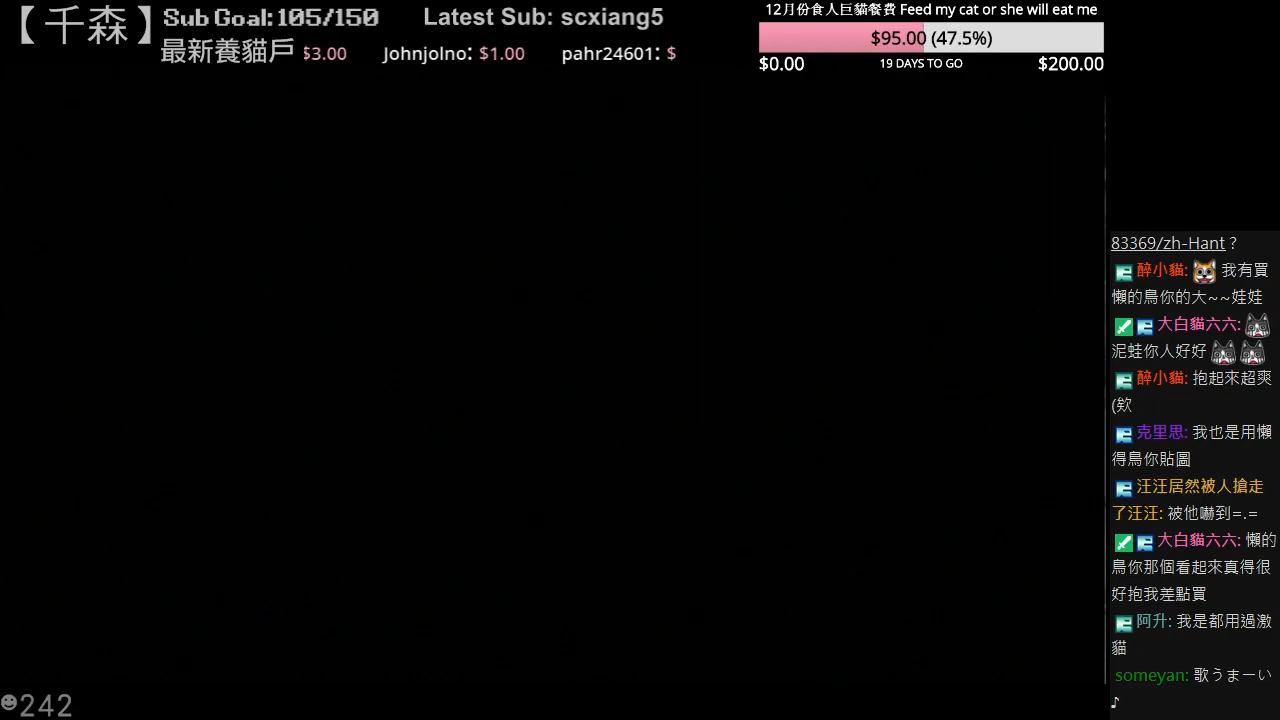 【千森】
Sub Goal:105/150
Latest Sub: scxiang5
最新養貓戶
$3.00 Johnjolno: $1.00 pahr24601: $
12月份食人巨貓餐費 Feed my cat or she will eat me
$95.00 (47.5%)
$0.00 19 DAYS TO GO $200.00
83369/zh-Hant ?
醉小貓: 我有買
懶的鳥你的大~~娃娃
大白貓六六:
泥蛙你人好好
醉小貓: 抱起來超爽
(欸
克里思: 我也是用懶
得鳥你貼圖
汪汪居然被人搶走
了汪汪: 被他嚇到=.=
大白貓六六: 懶的
鳥你那個看起來真得很
好抱我差點買
阿升: 我是都用過激
貓
someyan: 歌うまーい
♪
242